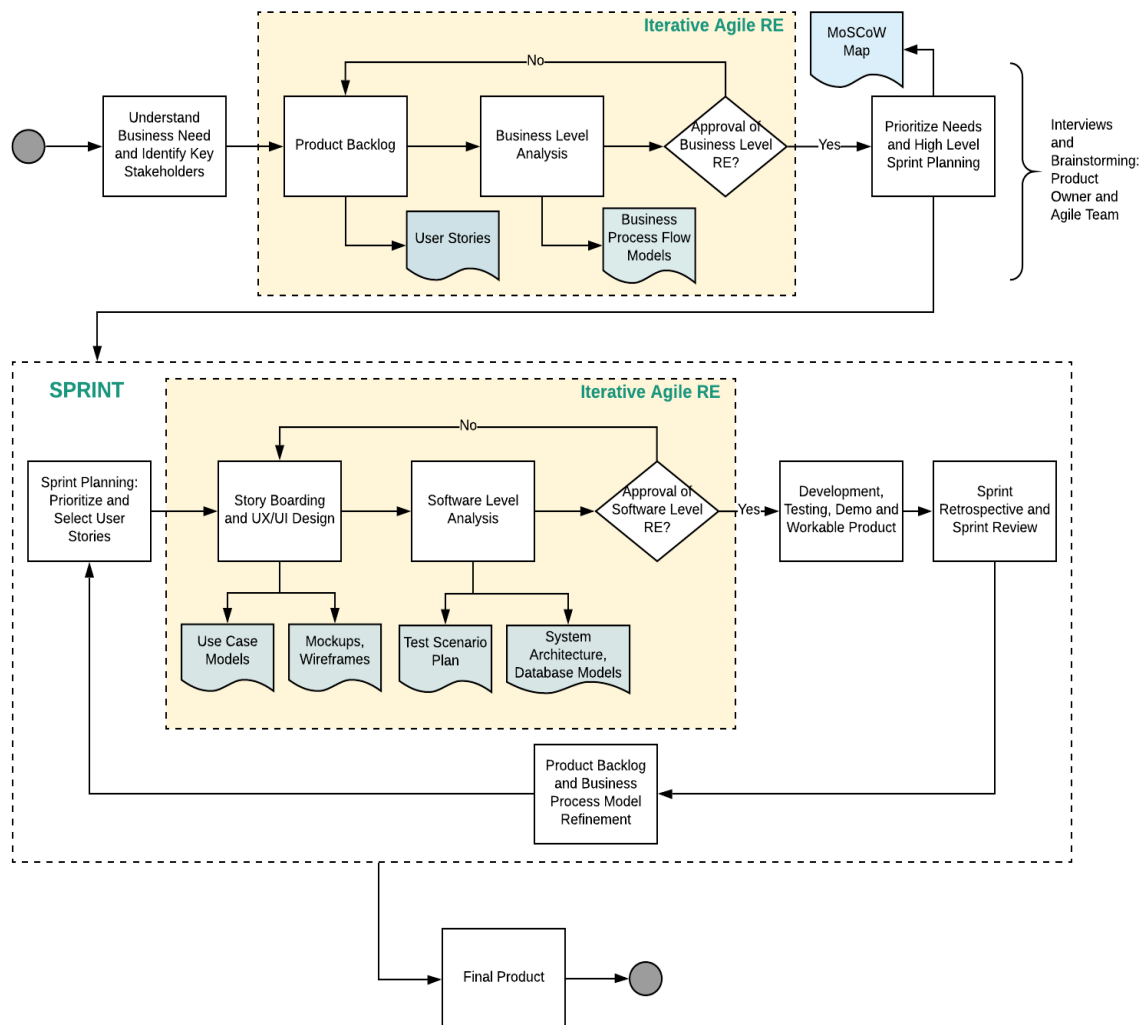 Iterative Agile RE
MoSCoW
Map
No
Understand
Business Need
and Identify Key
Stakeholders
Product Backlog
Business Level
Analysis
Approval of
Business Level
RE?
Yes
Prioritize Needs
and High Level
Sprint Planning
Interviews
and
Brainstorming:
Product
Owner and
Agile Team
User Stories
Business
Process Flow
Models
SPRINT
Iterative Agile RE
No
Sprint Planning:
Prioritize and
Select User
Stories
Story Boarding
and UX/UI Design
Software Level
Analysis
Approval of
Software Level
RE?
Yes
Development,
Testing, Demo and
Workable Product
Sprint
Retrospective and
Sprint Review
Use Case
Models
Mockups,
Wireframes
Test Scenario
Plan
System
Architecture,
Database Models
Product Backlog
and Business
Process Model
Refinement
Final Product